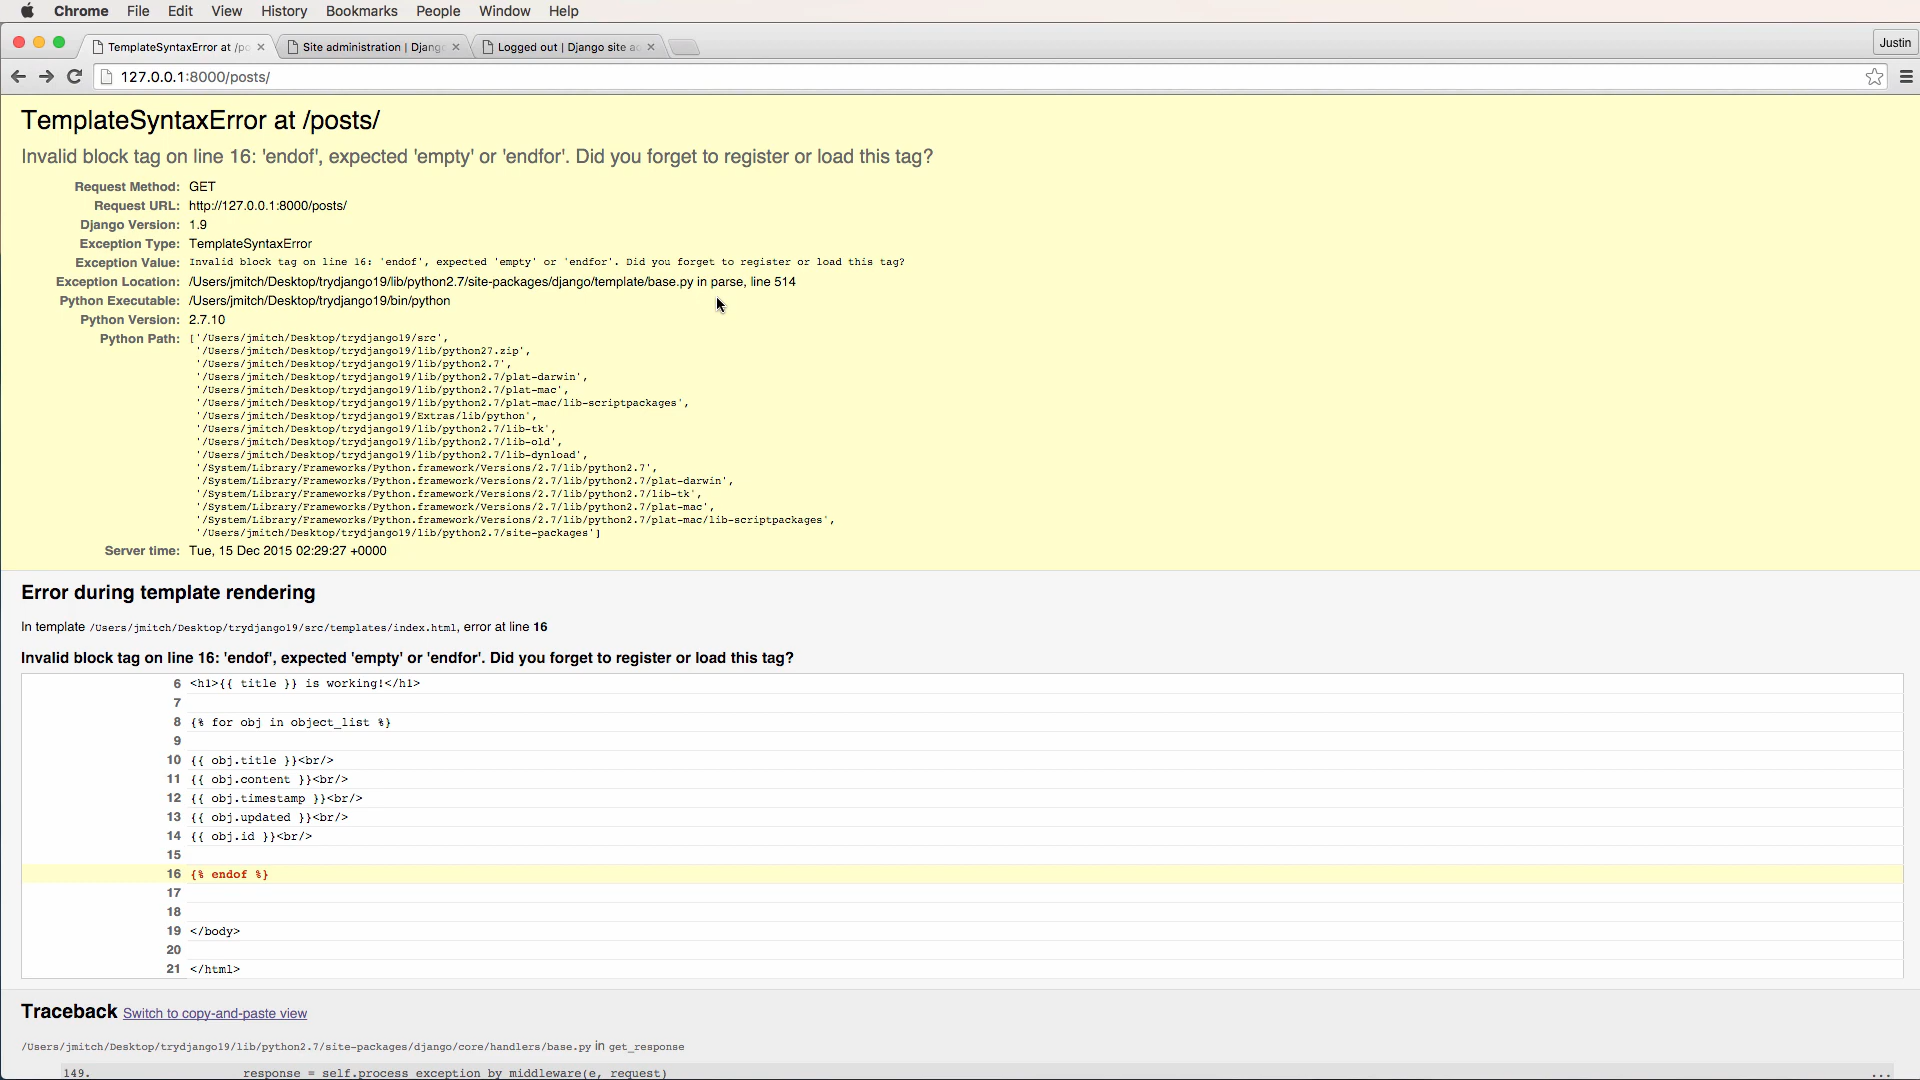 Chrome File Edit View History Bookmarks People Window Help
TemplateSyntaxError at /po
Site administration | Djang
Logged out | Django site a
Justin
127.0.0.1:8000/posts/
TemplateSyntaxError at /posts/
Invalid block tag on line 16: 'endof', expected 'empty' or 'endfor'. Did you forget to register or load this tag?
Request Method: GET
Request URL: http://127.0.0.1:8000/posts/
Django Version: 1.9
Exception Type: TemplateSyntaxError
Exception Value: Invalid block tag on line 16: 'endof', expected 'empty' or 'endfor'. Did you forget to register or load this tag?
Exception Location: /Users/jmitch/Desktop/trydjango19/lib/python2.7/site-packages/django/template/base.py in parse, line 514
Python Executable: /Users/jmitch/Desktop/trydjango19/bin/python
Python Version: 2.7.10
Python Path: ['/Users/jmitch/Desktop/trydjango19/src',
'/Users/jmitch/Desktop/trydjango19/lib/python27.zip',
'/Users/jmitch/Desktop/trydjango19/lib/python2.7',
'/Users/jmitch/Desktop/trydjango19/lib/python2.7/plat-darwin',
'/Users/jmitch/Desktop/trydjango19/lib/python2.7/plat-mac',
'/Users/jmitch/Desktop/trydjango19/lib/python2.7/plat-mac/lib-scriptpackages',
'/Users/jmitch/Desktop/trydjango19/Extras/lib/python',
'/Users/jmitch/Desktop/trydjango19/lib/python2.7/lib-tk',
'/Users/jmitch/Desktop/trydjango19/lib/python2.7/lib-old',
'/Users/jmitch/Desktop/trydjango19/lib/python2.7/lib-dynload',
'/System/Library/Frameworks/Python.framework/Versions/2.7/lib/python2.7',
'/System/Library/Frameworks/Python.framework/Versions/2.7/lib/python2.7/plat-darwin',
'/System/Library/Frameworks/Python.framework/Versions/2.7/lib/python2.7/lib-tk',
'/System/Library/Frameworks/Python.framework/Versions/2.7/lib/python2.7/plat-mac',
'/System/Library/Frameworks/Python.framework/Versions/2.7/lib/python2.7/plat-mac/lib-scriptpackages',
'/Users/jmitch/Desktop/trydjango19/lib/python2.7/site-packages']
Server time: Tue, 15 Dec 2015 02:29:27 +0000
Error during template rendering
In template /Users/jmitch/Desktop/trydjango19/src/templates/index.html, error at line 16
Invalid block tag on line 16: 'endof', expected 'empty' or 'endfor'. Did you forget to register or load this tag?
6 <h1>{{ title }} is working!</h1>
7
8 {% for obj in object_list %}
9
10 {{ obj.title }}<br/>
11 {{ obj.content }}<br/>
12 {{ obj.timestamp }}<br/>
13 {{ obj.updated }}<br/>
14 {{ obj.id }}<br/>
15
16 {% endof %}
17
18
19 </body>
20
21 </html>
Traceback Switch to copy-and-paste view
/Users/jmitch/Desktop/trydjango19/lib/python2.7/site-packages/django/core/handlers/base.py in get_response
149. response = self.process_exception_by_middleware(e, request) ...